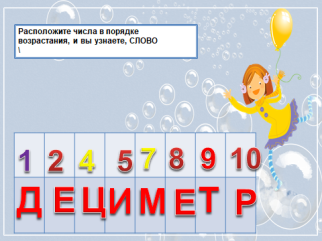 Расположите числа в порядке
возрастания, и вы узнаете, СЛОВО
\
1 2 4 5 7 8 9 10
Д Е Ц И М Е Т Р